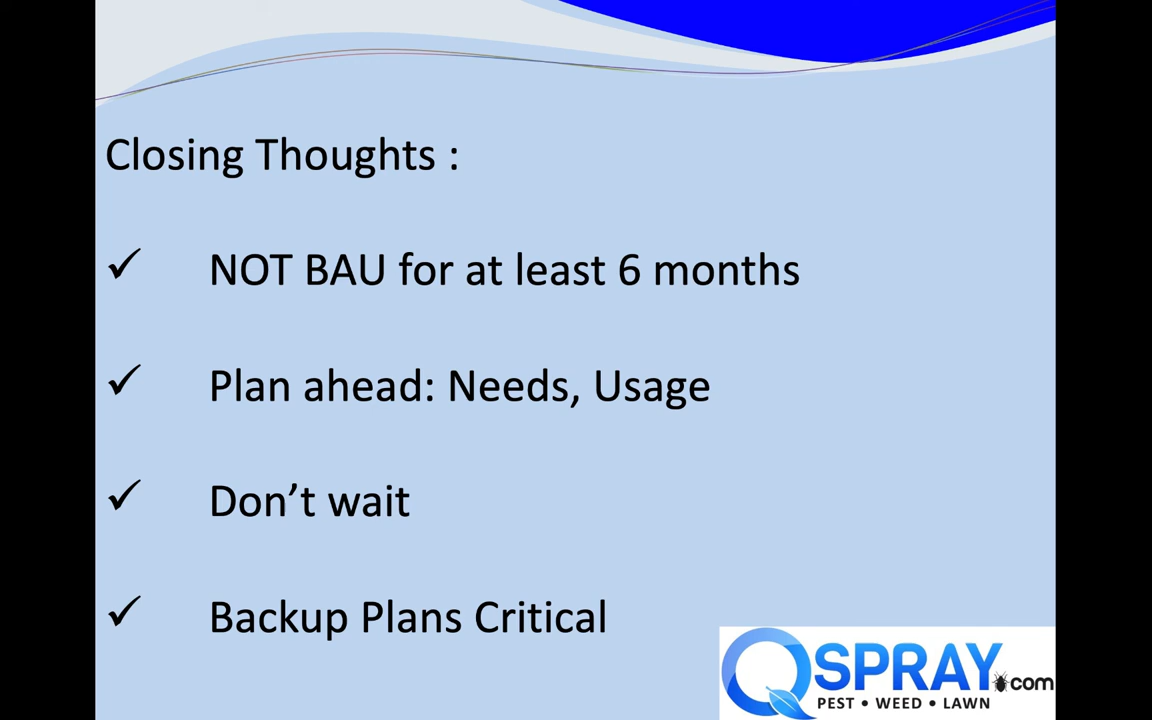 Closing Thoughts :
✓ NOT BAU for at least 6 months
✓ Plan ahead: Needs, Usage
✓ Don’t wait
✓ Backup Plans Critical
QSPRAY.com
PEST • WEED • LAWN